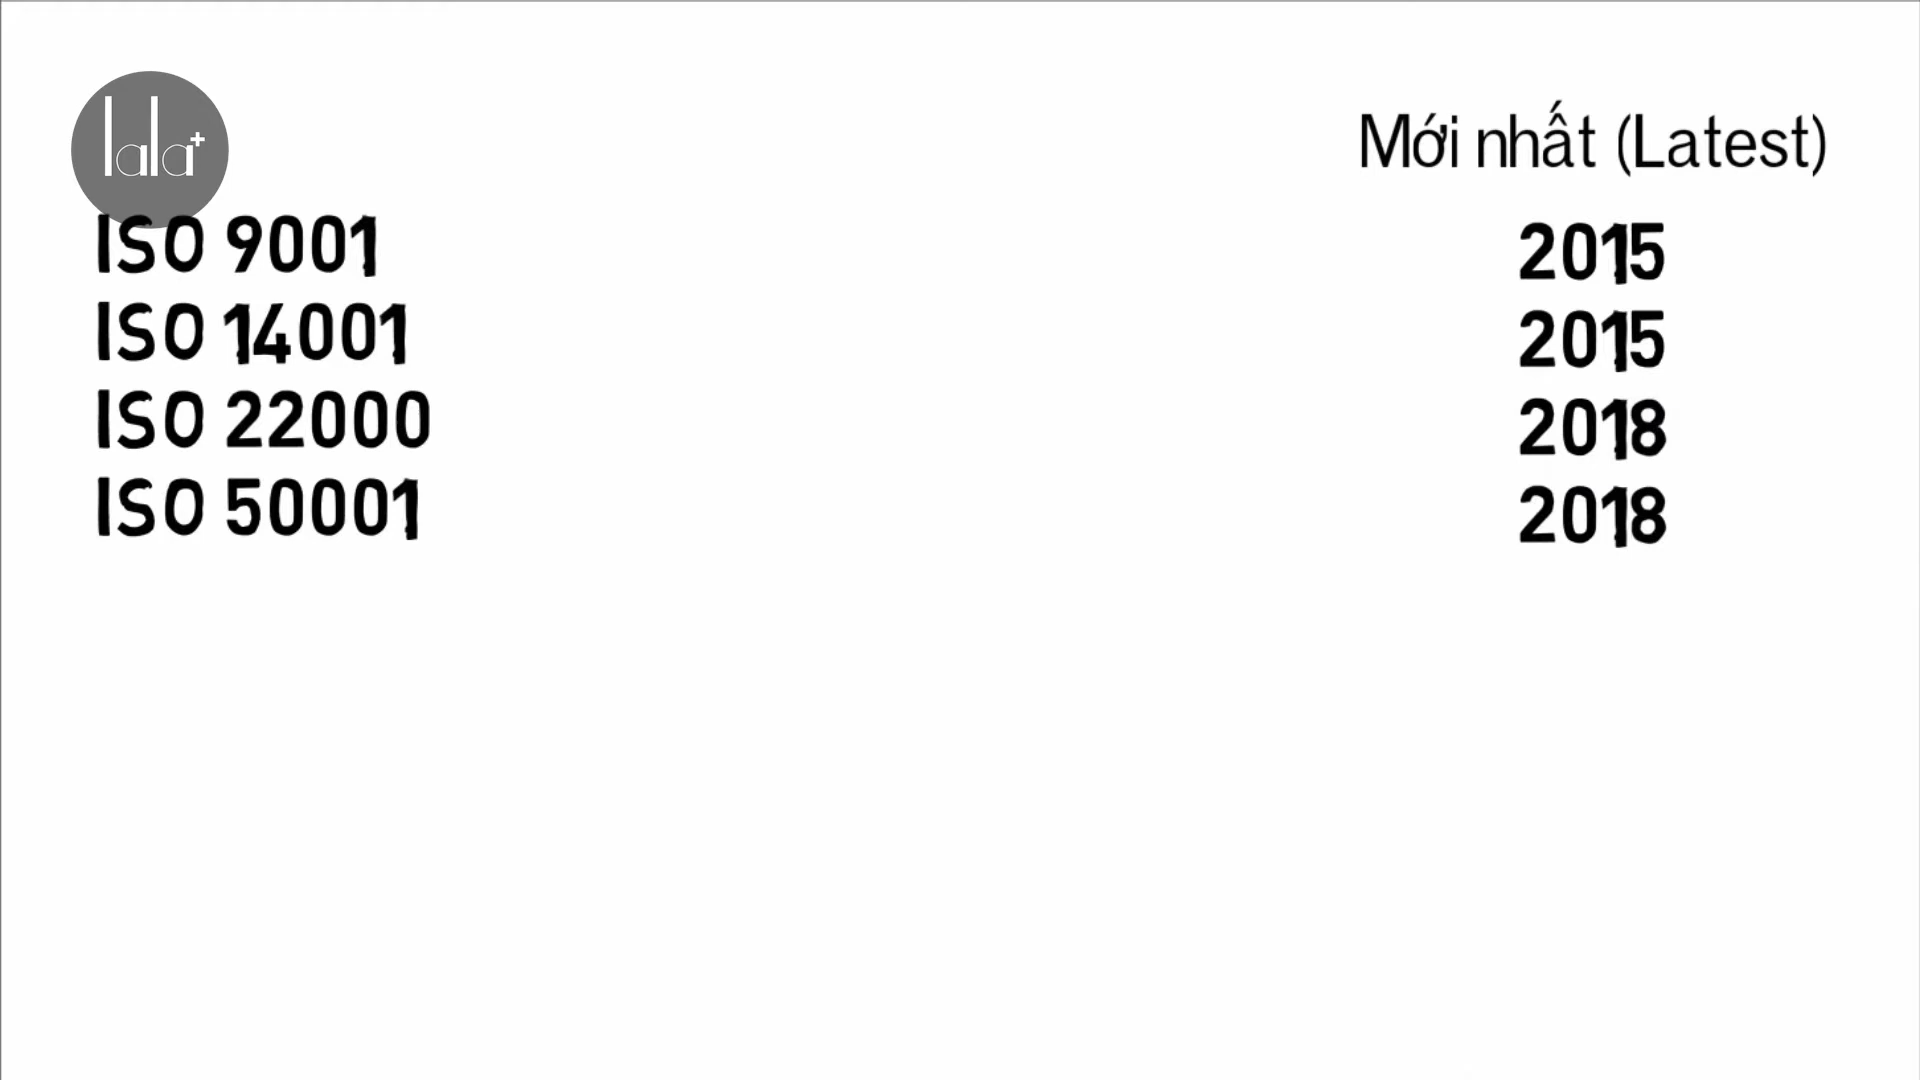 lala+
Mới nhất (Latest)
ISO 9001 2015
ISO 14001 2015
ISO 22000 2018
ISO 50001 2018